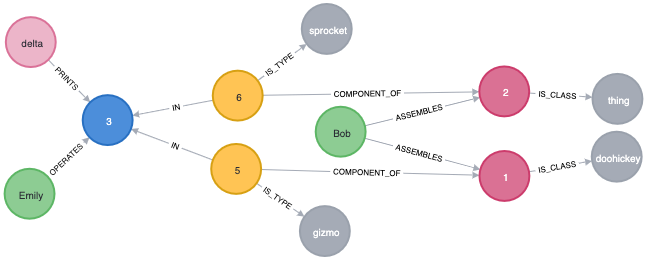 sprocket
delta
IS_TYPE
PRINTS
6
COMPONENT_OF
2
IS_CLASS
thing
IN
3
ASSEMBLES
Bob
IN
ASSEMBLES
OPERATES
5
COMPONENT_OF
1
IS_CLASS
doohickey
Emily
IS_TYPE
gizmo